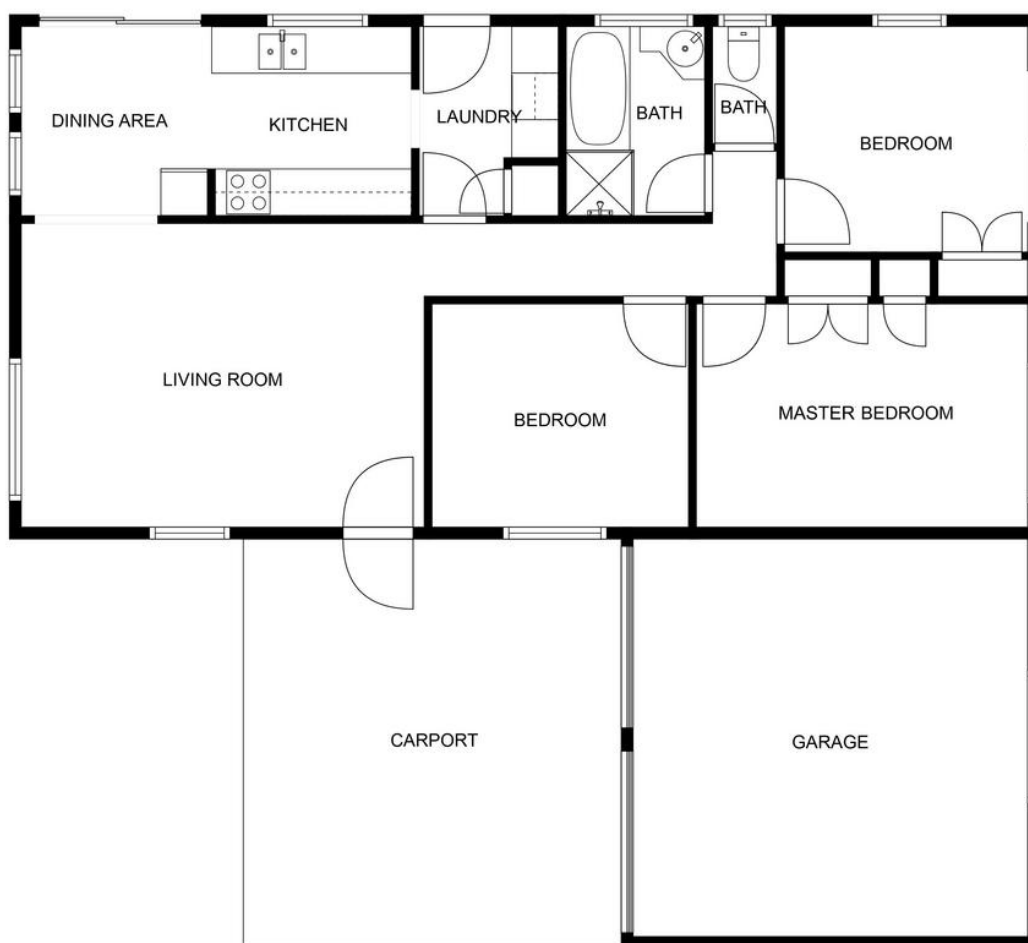 DINING AREA
KITCHEN
LAUNDRY
BATH
BATH
BEDROOM
LIVING ROOM
BEDROOM
MASTER BEDROOM
CARPORT
GARAGE